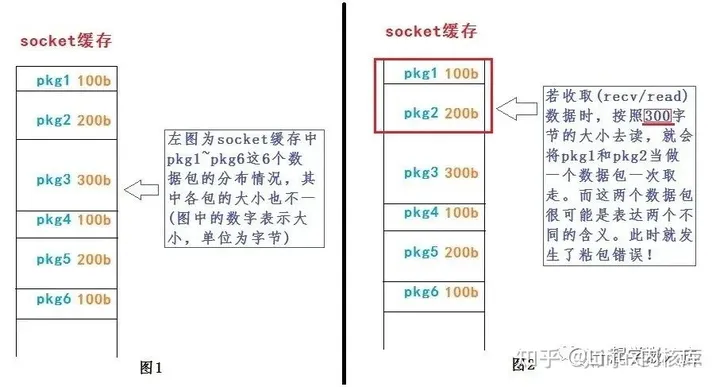 socket缓存
pkg1 100b
pkg2 200b
pkg3 300b
pkg4 100b
pkg5 200b
pkg6 100b
左图为socket缓存中
pkg1~pkg6这6个数
据包的分布情况，其
中各包的大小也不一
(图中的数字表示大
小，单位为字节)
图1
socket缓存
pkg1 100b
pkg2 200b
pkg3 300b
pkg4 100b
pkg5 200b
pkg6 100b
若收取(recv/read)
数据时，按照300字
节的大小去读，就会
将pkg1和pkg2当做
一个数据包一次取
走。而这两个数据包
很可能是表达两个不
同的含义。此时就发
生了粘包错误！
图2
知乎